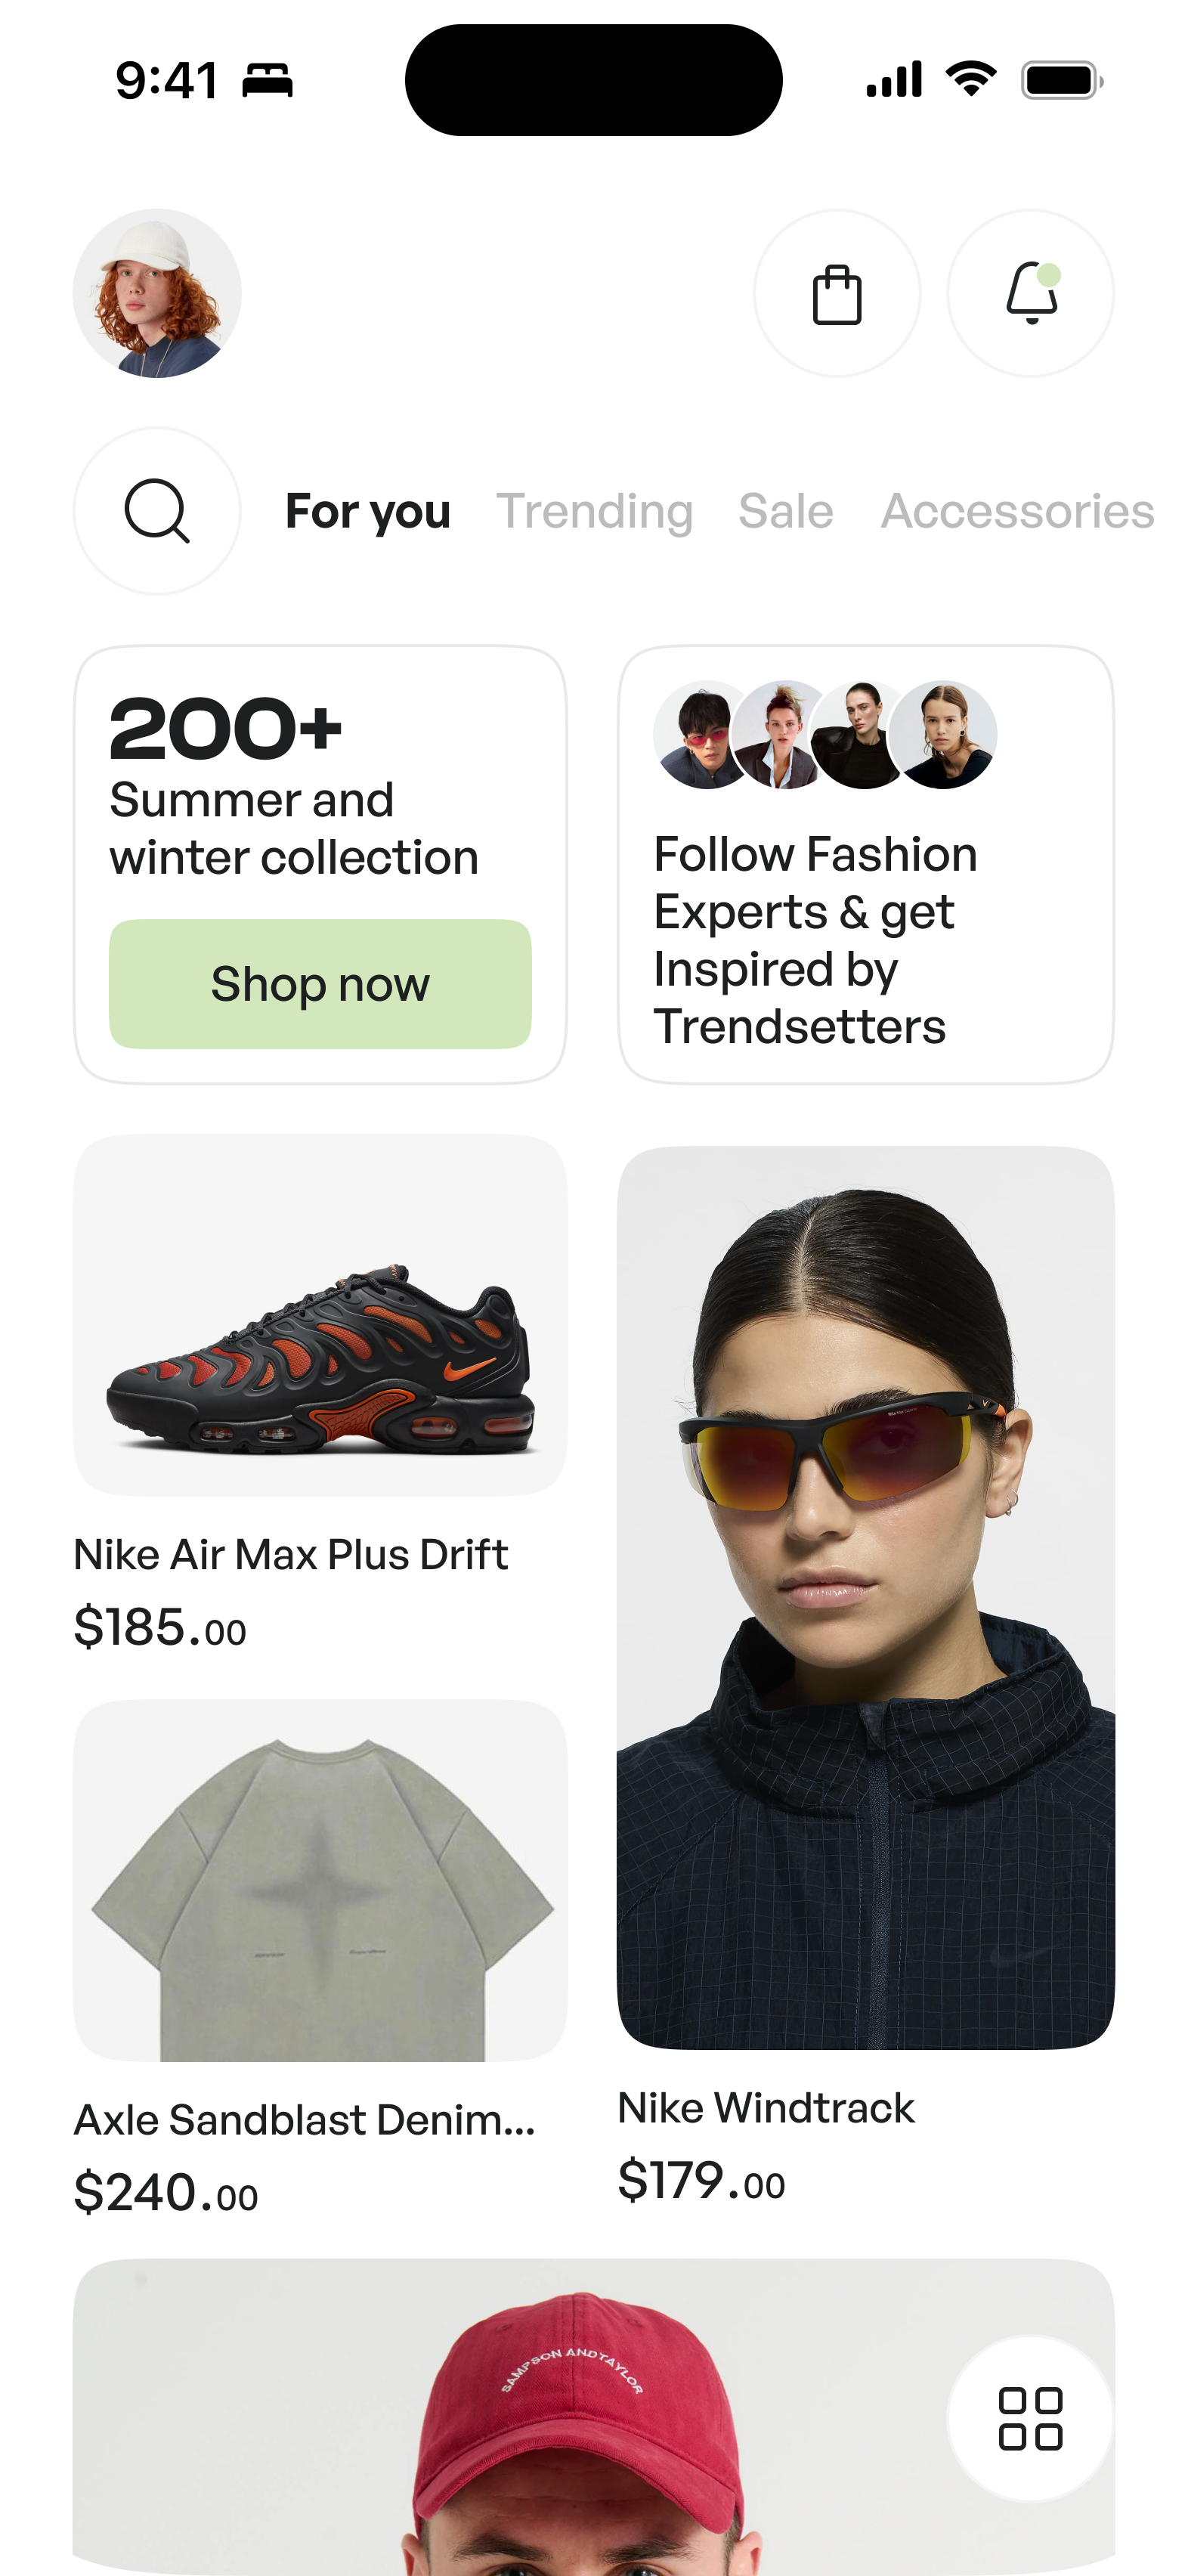 9:41
For you Trending Sale Accessories
200+
Summer and
winter collection
Shop now
Follow Fashion
Experts & get
Inspired by
Trendsetters
Nike Air Max Plus Drift
$185.00
Axle Sandblast Denim...
$240.00
Nike Windtrack
$179.00
SAMPSON AND TAYLOR